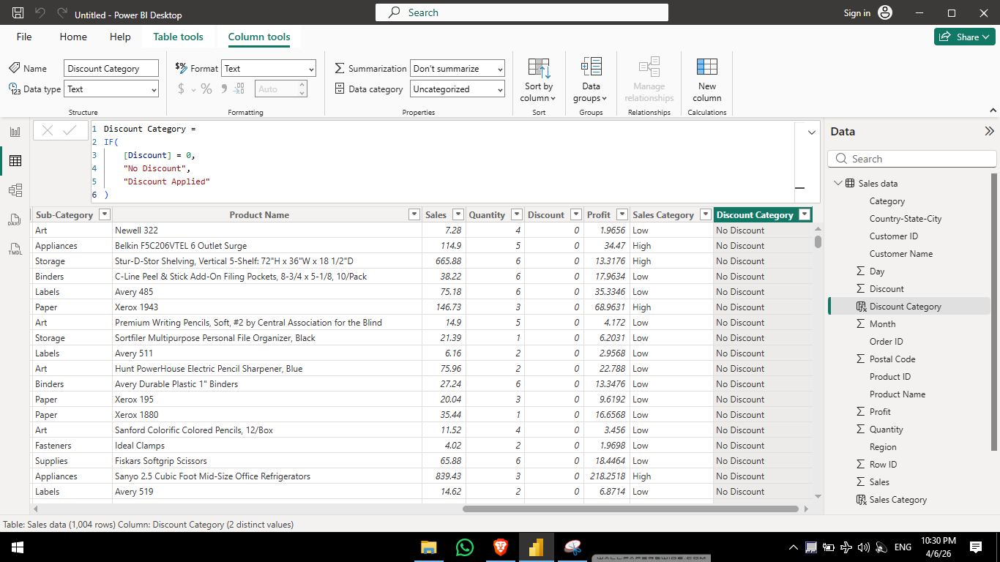 Untitled - Power BI Desktop
Search
Sign in
File
Home
Help
Table tools
Column tools
Share
Name
Discount Category
Format
Text
Summarization
Don't summarize
Data type
Text
Auto
Data category
Uncategorized
Sort by column
Data groups
Manage relationships
New column
Structure
Formatting
Properties
Sort
Groups
Relationships
Calculations
1 Discount Category =
2 IF(
3 [Discount] = 0,
4 "No Discount",
5 "Discount Applied"
6 )
Sub-Category Product Name Sales Quantity Discount Profit Sales Category Discount Category
Art Newell 322 7.28 4 0 1.9656 Low No Discount
Appliances Belkin F5C206VTEL 6 Outlet Surge 114.9 5 0 34.47 High No Discount
Storage Stur-D-Stor Shelving, Vertical 5-Shelf: 72"H x 36"W x 18 1/2"D 665.88 6 0 13.3176 High No Discount
Binders C-Line Peel & Stick Add-On Filing Pockets, 8-3/4 x 5-1/8, 10/Pack 38.22 6 0 17.9634 Low No Discount
Labels Avery 485 75.18 6 0 35.3346 Low No Discount
Paper Xerox 1943 146.73 3 0 68.9631 High No Discount
Art Premium Writing Pencils, Soft, #2 by Central Association for the Blind 14.9 5 0 4.172 Low No Discount
Storage Sortfiler Multipurpose Personal File Organizer, Black 21.39 1 0 6.2031 Low No Discount
Labels Avery 511 6.16 2 0 2.9568 Low No Discount
Art Hunt PowerHouse Electric Pencil Sharpener, Blue 75.96 2 0 22.788 Low No Discount
Binders Avery Durable Plastic 1" Binders 27.24 6 0 13.3476 Low No Discount
Paper Xerox 195 20.04 3 0 9.6192 Low No Discount
Paper Xerox 1880 35.44 1 0 16.6568 Low No Discount
Art Sanford Colorific Colored Pencils, 12/Box 11.52 4 0 3.456 Low No Discount
Fasteners Ideal Clamps 4.02 2 0 1.9698 Low No Discount
Supplies Fiskars Softgrip Scissors 65.88 6 0 18.4464 Low No Discount
Appliances Sanyo 2.5 Cubic Foot Mid-Size Office Refrigerators 839.43 3 0 218.2518 High No Discount
Labels Avery 519 14.62 2 0 6.8714 Low No Discount
Data
Search
Sales data
Category
Country-State-City
Customer ID
Customer Name
Day
Discount
Discount Category
Month
Order ID
Postal Code
Product ID
Product Name
Profit
Quantity
Region
Row ID
Sales
Sales Category
Table: Sales data (1,004 rows) Column: Discount Category (2 distinct values)
ENG
10:30 PM
4/6/26